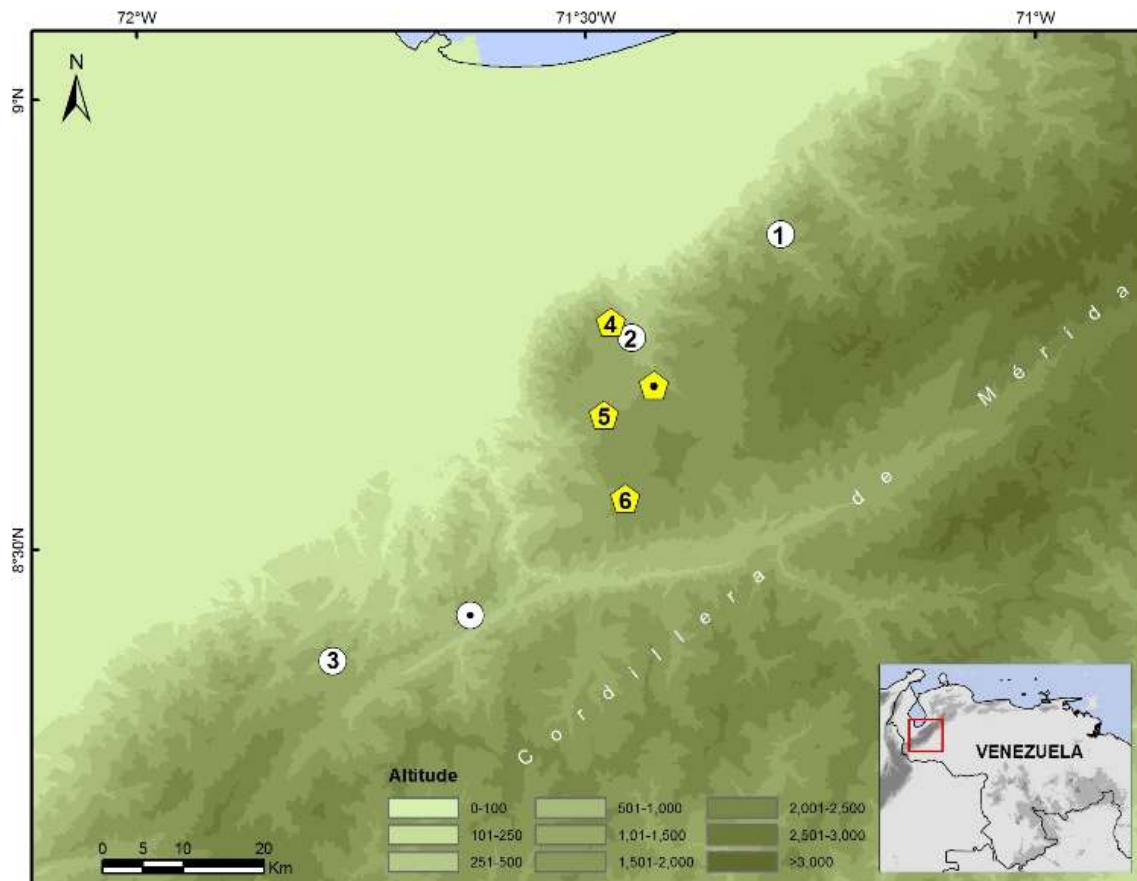 72°W 71°30'W 71°W
N
9°N
1
4
2
5
6
8°30'N
3
Cordillera de Mérida
VENEZUELA
Altitude
0-100 501-1,000 2,001-2,500
101-250 1,01-1,500 2,501-3,000
251-500 1,501-2,000 >3,000
0 5 10 20
Km